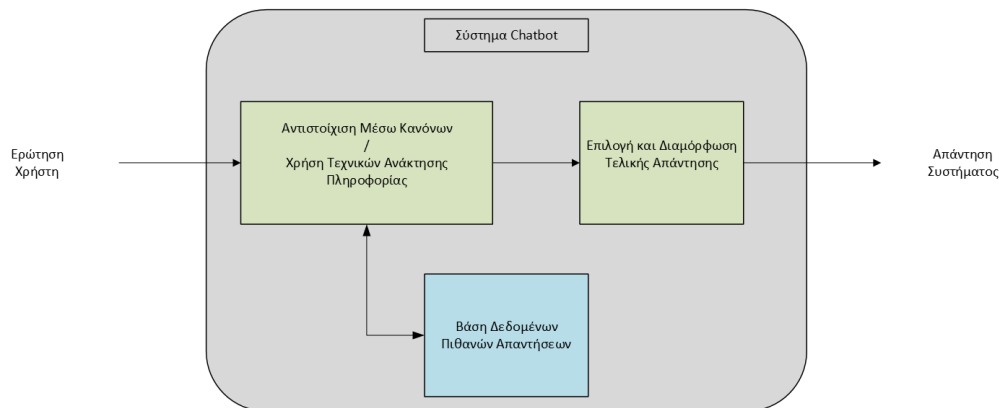 Σύστημα Chatbot
Ερώτηση
Χρήστη
Αντιστοίχιση Μέσω Κανόνων
/
Χρήση Τεχνικών Ανάκτησης
Πληροφορίας
Επιλογή και Διαμόρφωση
Τελικής Απάντησης
Απάντηση
Συστήματος
Βάση Δεδομένων
Πιθανών Απαντήσεων